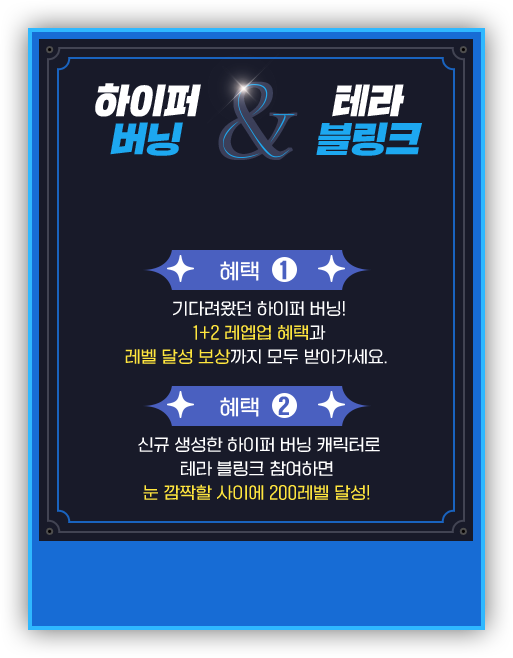 하이퍼 버닝
&
테라 블링크
혜택 1
기다려왔던 하이퍼 버닝!
1+2 레벨업 혜택과
레벨 달성 보상까지 모두 받아가세요.
혜택 2
신규 생성한 하이퍼 버닝 캐릭터로
테라 블링크 참여하면
눈 깜짝할 사이에 200레벨 달성!